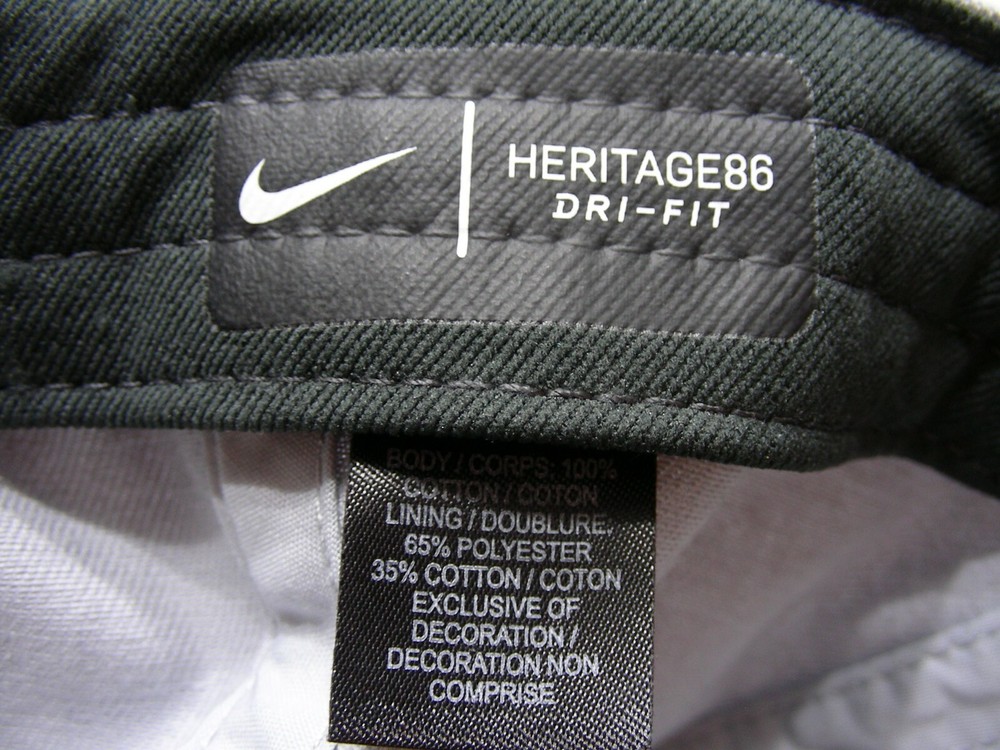 HERITAGE86
DRI-FIT
BODY / CORPS: 100%
COTTON / COTON
LINING / DOUBLURE:
65% POLYESTER
35% COTTON / COTON
EXCLUSIVE OF
DECORATION /
DECORATION NON
COMPRISE